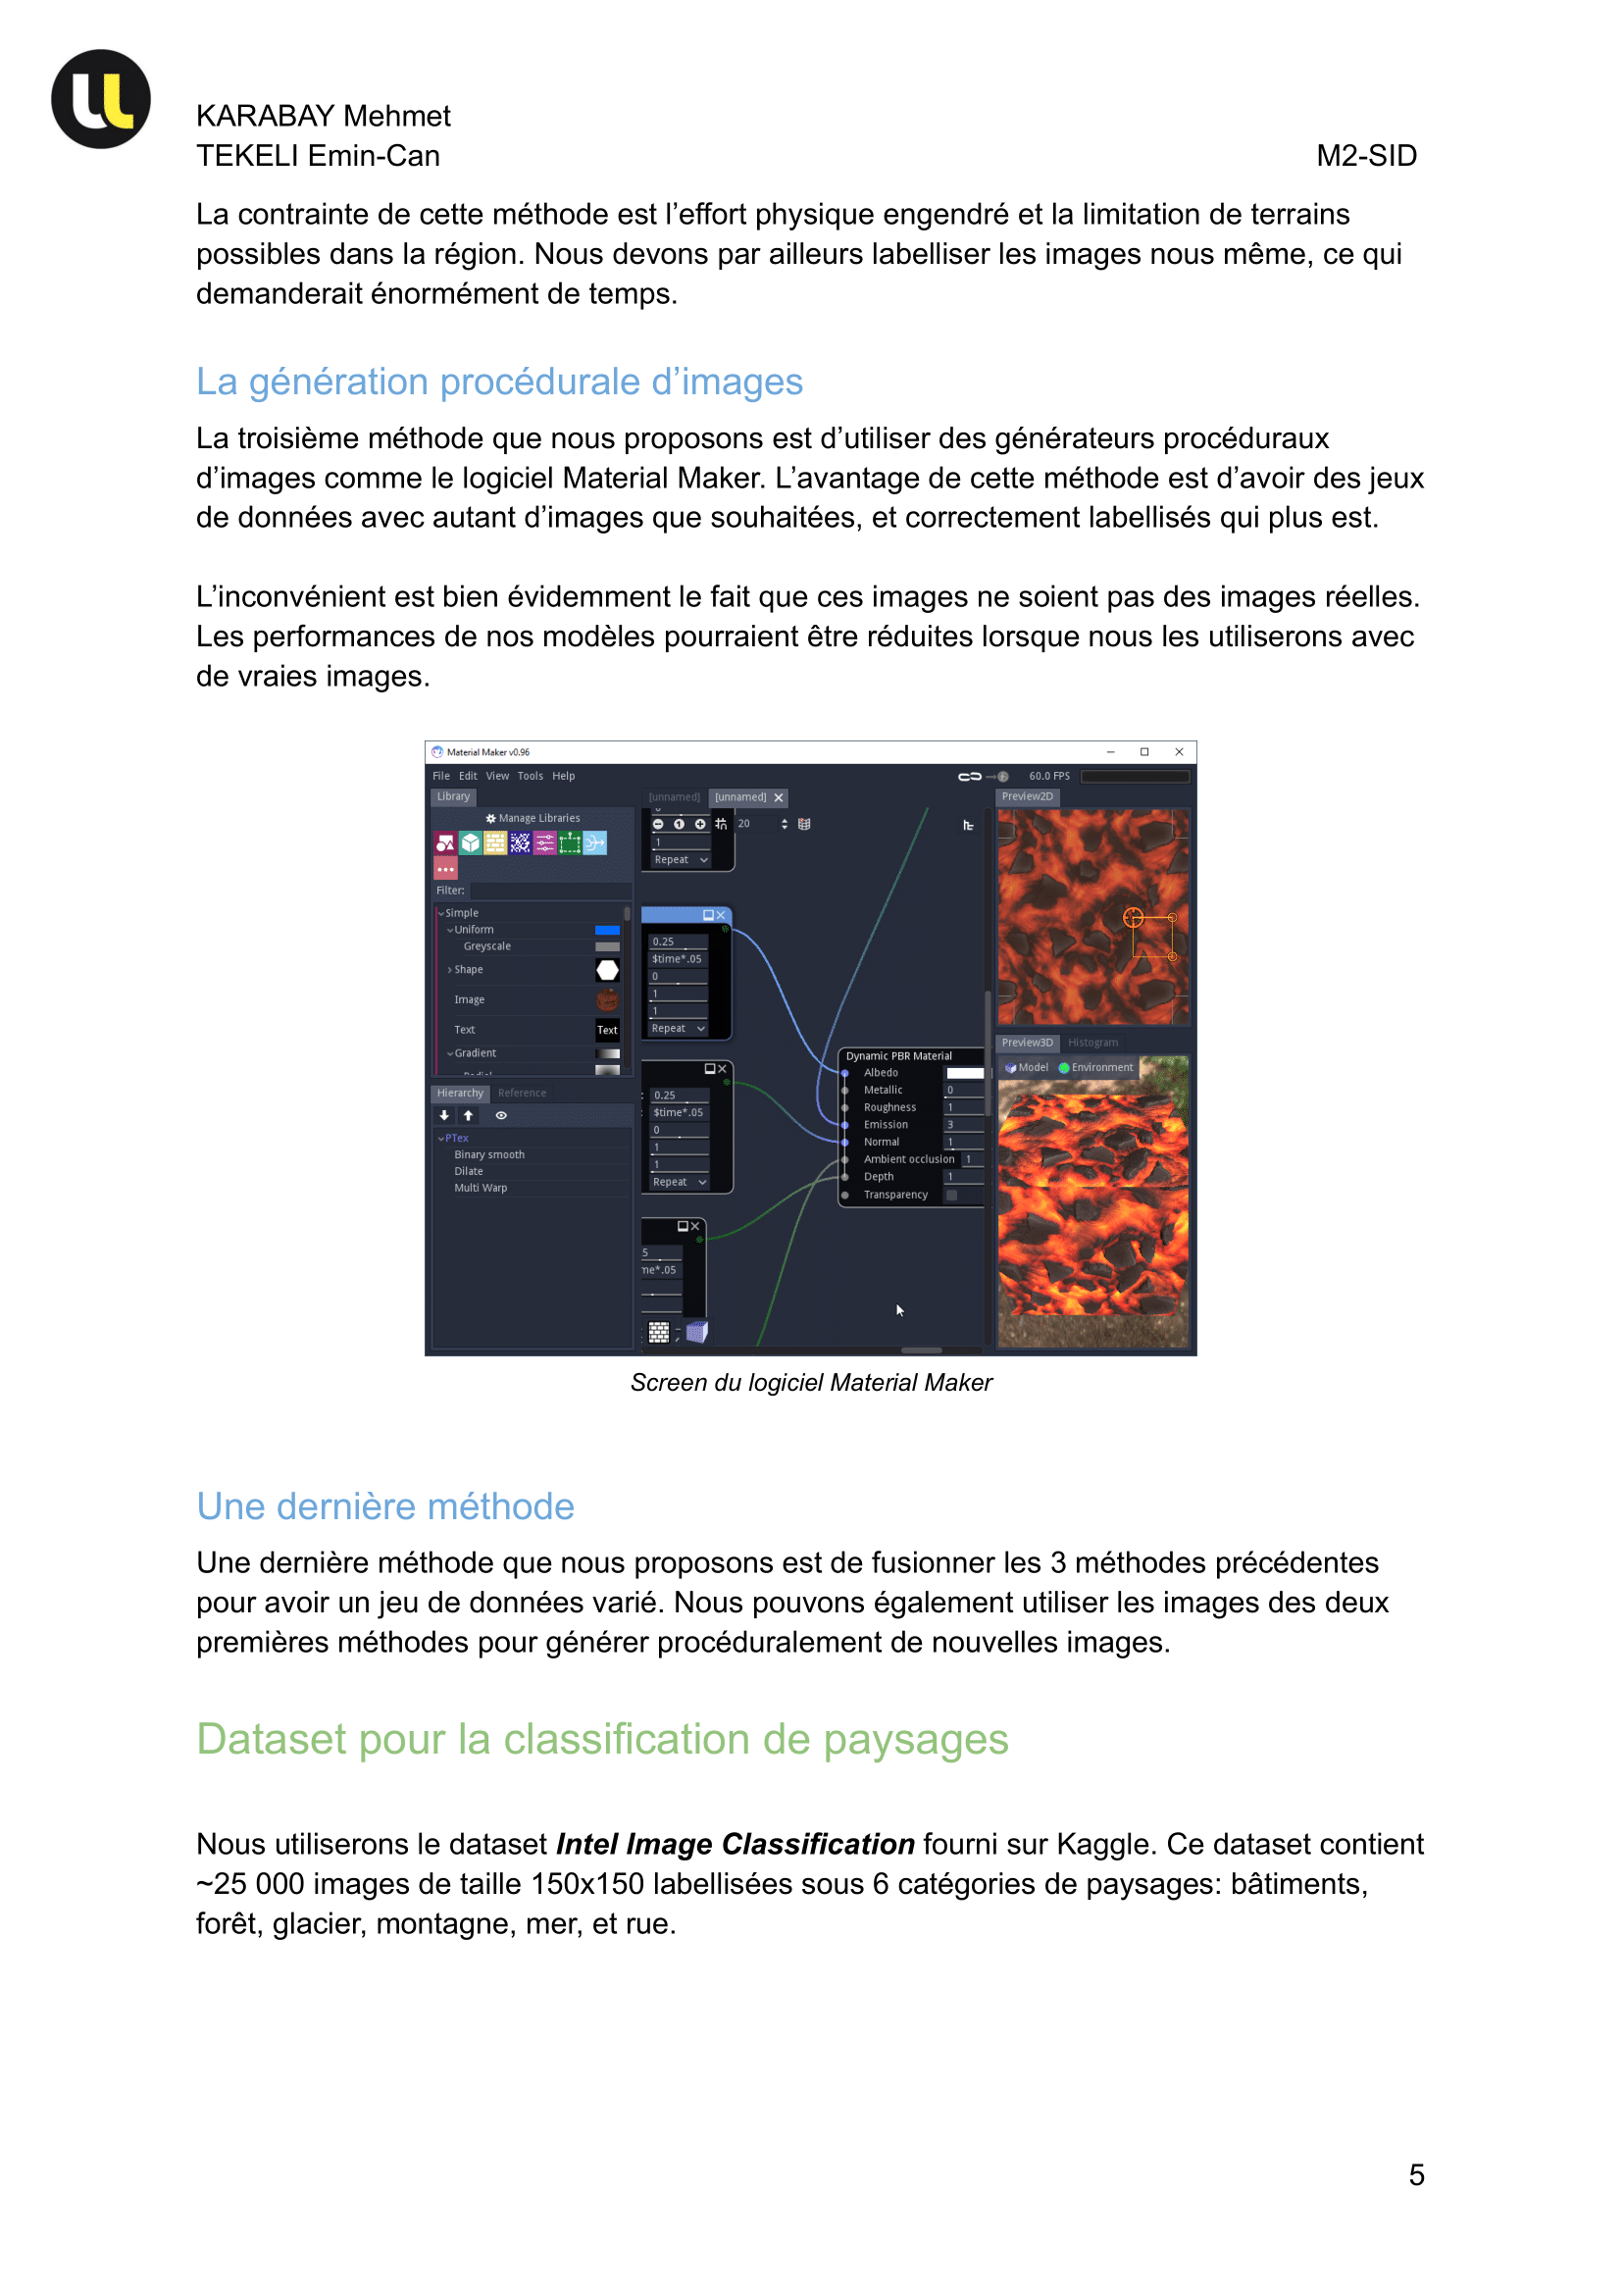 KARABAY Mehmet
TEKELI Emin-Can M2-SID
La contrainte de cette méthode est l’effort physique engendré et la limitation de terrains
possibles dans la région. Nous devons par ailleurs labelliser les images nous même, ce qui
demanderait énormément de temps.
La génération procédurale d’images
La troisième méthode que nous proposons est d’utiliser des générateurs procéduraux
d’images comme le logiciel Material Maker. L’avantage de cette méthode est d’avoir des jeux
de données avec autant d’images que souhaitées, et correctement labellisés qui plus est.
L’inconvénient est bien évidemment le fait que ces images ne soient pas des images réelles.
Les performances de nos modèles pourraient être réduites lorsque nous les utiliserons avec
de vraies images.
Material Maker v0.96
File Edit View Tools Help
60.0 FPS
Library
[unnamed] [unnamed]
Preview2D
Manage Libraries
20
1
Repeat
Filter:
Simple
Uniform
Greyscale
Shape
Image
Text Text
Gradient
0.25
$time*.05
0
1
1
Repeat
Preview3D Histogram
Model Environment
Hierarchy Reference
PTex
Binary smooth
Dilate
Multi Warp
0.25
$time*.05
0
1
1
Repeat
5
me*.05
Dynamic PBR Material
Albedo
Metallic 0
Roughness 1
Emission 3
Normal 1
Ambient occlusion 1
Depth 1
Transparency
Screen du logiciel Material Maker
Une dernière méthode
Une dernière méthode que nous proposons est de fusionner les 3 méthodes précédentes
pour avoir un jeu de données varié. Nous pouvons également utiliser les images des deux
premières méthodes pour générer procéduralement de nouvelles images.
Dataset pour la classification de paysages
Nous utiliserons le dataset Intel Image Classification fourni sur Kaggle. Ce dataset contient
~25 000 images de taille 150x150 labellisées sous 6 catégories de paysages: bâtiments,
forêt, glacier, montagne, mer, et rue.
5